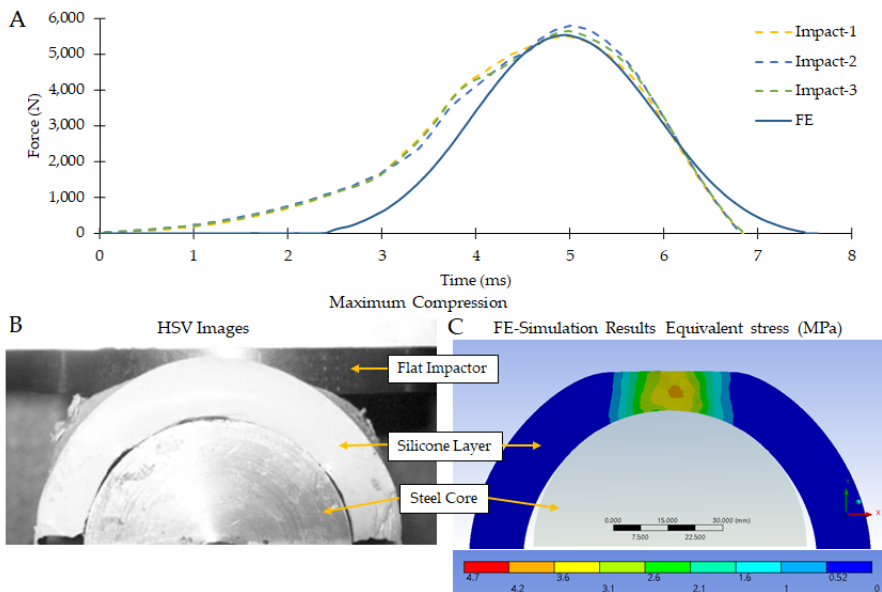 A
6,000
5,000
4,000
3,000
2,000
1,000
0
Force (N)
0 1 2 3 4 5 6 7 8
Time (ms)
Impact-1
Impact-2
Impact-3
FE
Maximum Compression
B
HSV Images
C
FE-Simulation Results Equivalent stress (MPa)
Flat Impactor
Silicone Layer
Steel Core
0.000 15.000 30.000 (mm)
7.500 22.500
Y
X
4.7 3.6 2.6 1.6 0.52
4.2 3.1 2.1 1 0